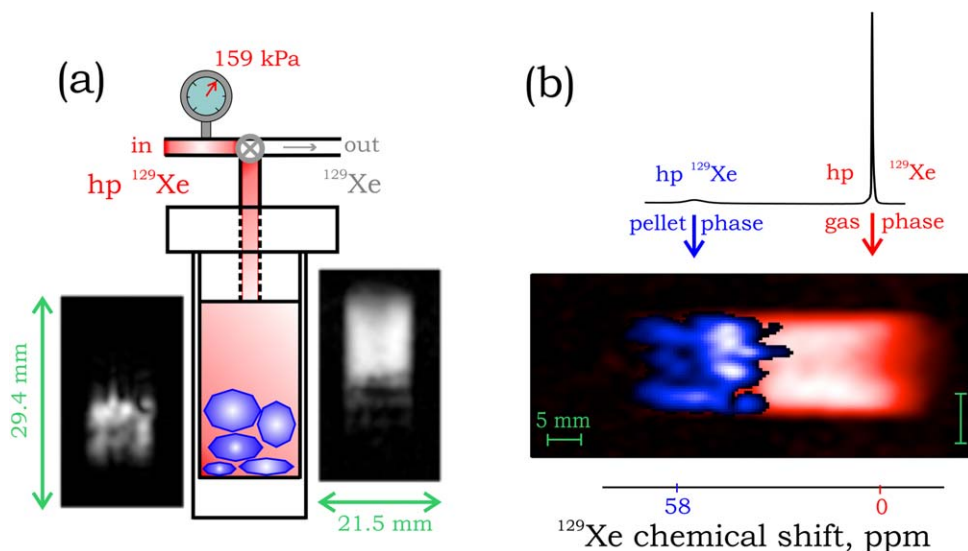 (a)
159 kPa
in
out
hp ¹²⁹Xe
¹²⁹Xe
29.4 mm
21.5 mm
(b)
hp ¹²⁹Xe
hp ¹²⁹Xe
pellet phase
gas phase
5 mm
58
0
¹²⁹Xe chemical shift, ppm